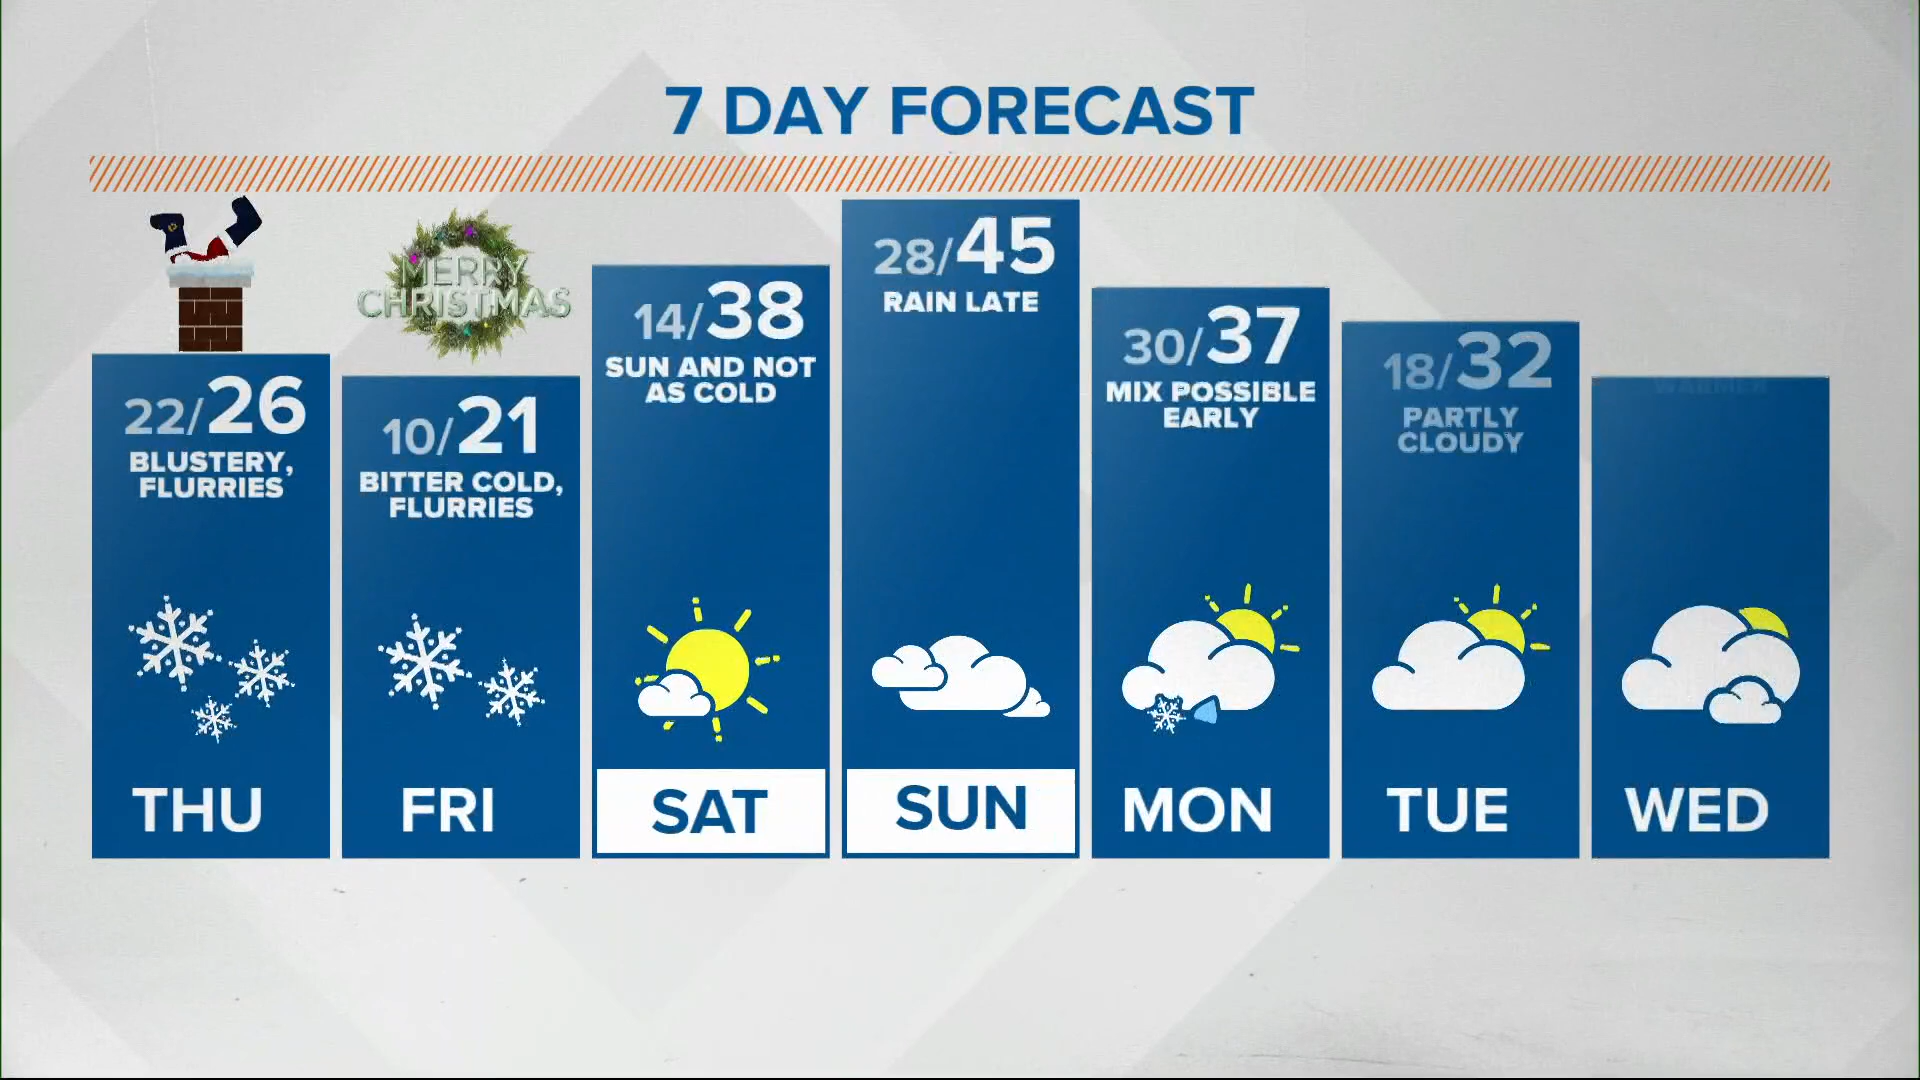 7 DAY FORECAST
MERRY
CHRISTMAS
22/26
BLUSTERY,
FLURRIES
THU
10/21
BITTER COLD,
FLURRIES
FRI
14/38
SUN AND NOT
AS COLD
SAT
28/45
RAIN LATE
SUN
30/37
MIX POSSIBLE
EARLY
MON
18/32
PARTLY
CLOUDY
TUE
WARMER
WED